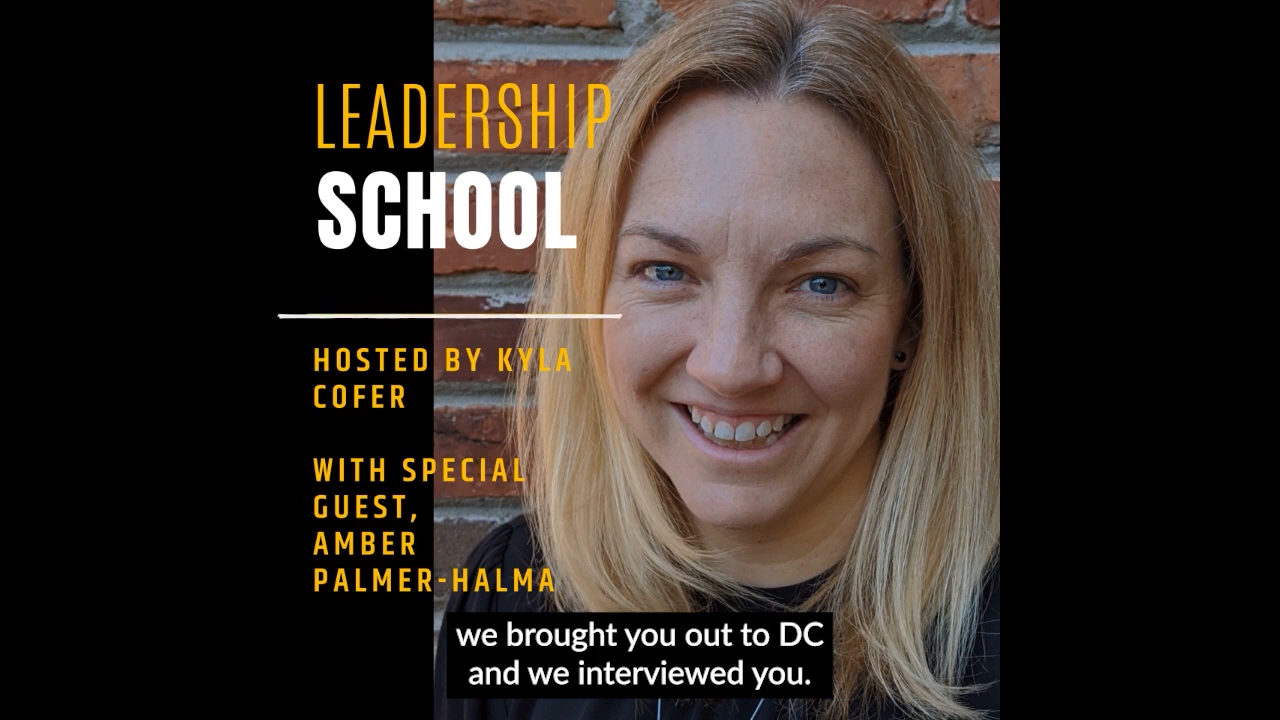 LEADERSHIP
SCHOOL
HOSTED BY KYLA
COFER
WITH SPECIAL
GUEST,
AMBER
PALMER-HALMA
we brought you out to DC
and we interviewed you.